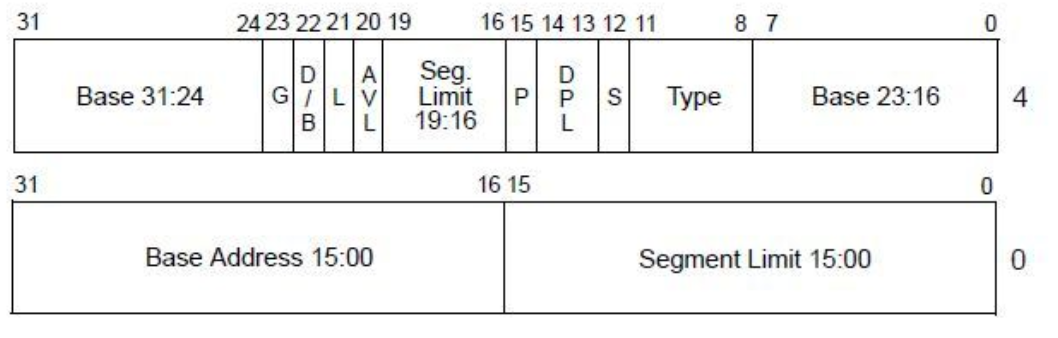 31 24 23 22 21 20 19 16 15 14 13 12 11 8 7 0
Base 31:24 G D/B L AVL Seg. Limit 19:16 P DPL S Type Base 23:16 4
31 16 15 0
Base Address 15:00 Segment Limit 15:00 0